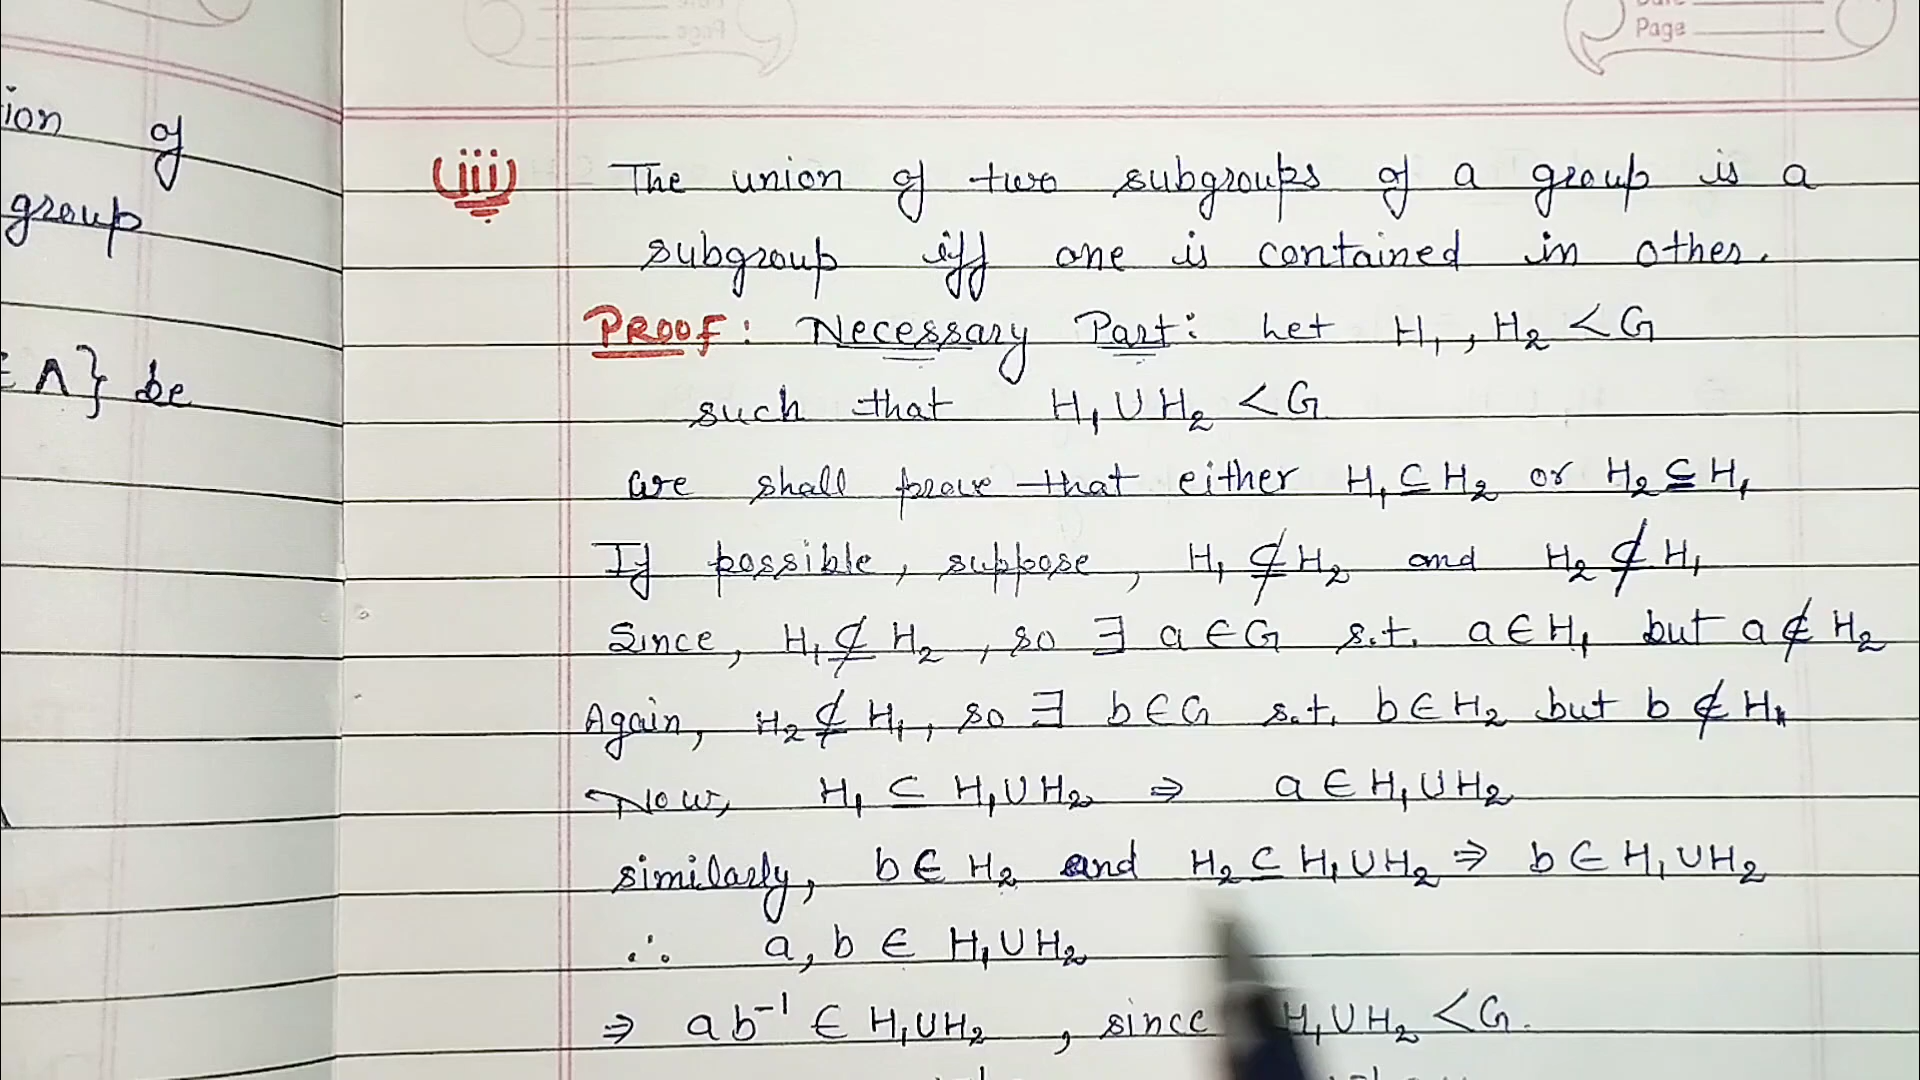 Page
ion of
group
∈ Λ} be
(iii) The union of two subgroups of a group is a
subgroup iff one is contained in other.
PROOF: Necessary Part: Let H₁, H₂ < G
such that H₁ ∪ H₂ < G
we shall prove that either H₁ ⊆ H₂ or H₂ ⊆ H₁
If possible, suppose, H₁ ⊈ H₂ and H₂ ⊄ H₁
Since, H₁ ⊈ H₂, so ∃ a ∈ G s.t. a ∈ H₁ but a ∉ H₂
Again, H₂ ⊈ H₁, so ∃ b ∈ G s.t. b ∈ H₂ but b ∉ H₁
Now, H₁ ⊆ H₁ ∪ H₂ ⇒ a ∈ H₁ ∪ H₂
similarly, b ∈ H₂ and H₂ ⊆ H₁ ∪ H₂ ⇒ b ∈ H₁ ∪ H₂
∴ a, b ∈ H₁ ∪ H₂
⇒ ab⁻¹ ∈ H₁ ∪ H₂, since H₁ ∪ H₂ < G.